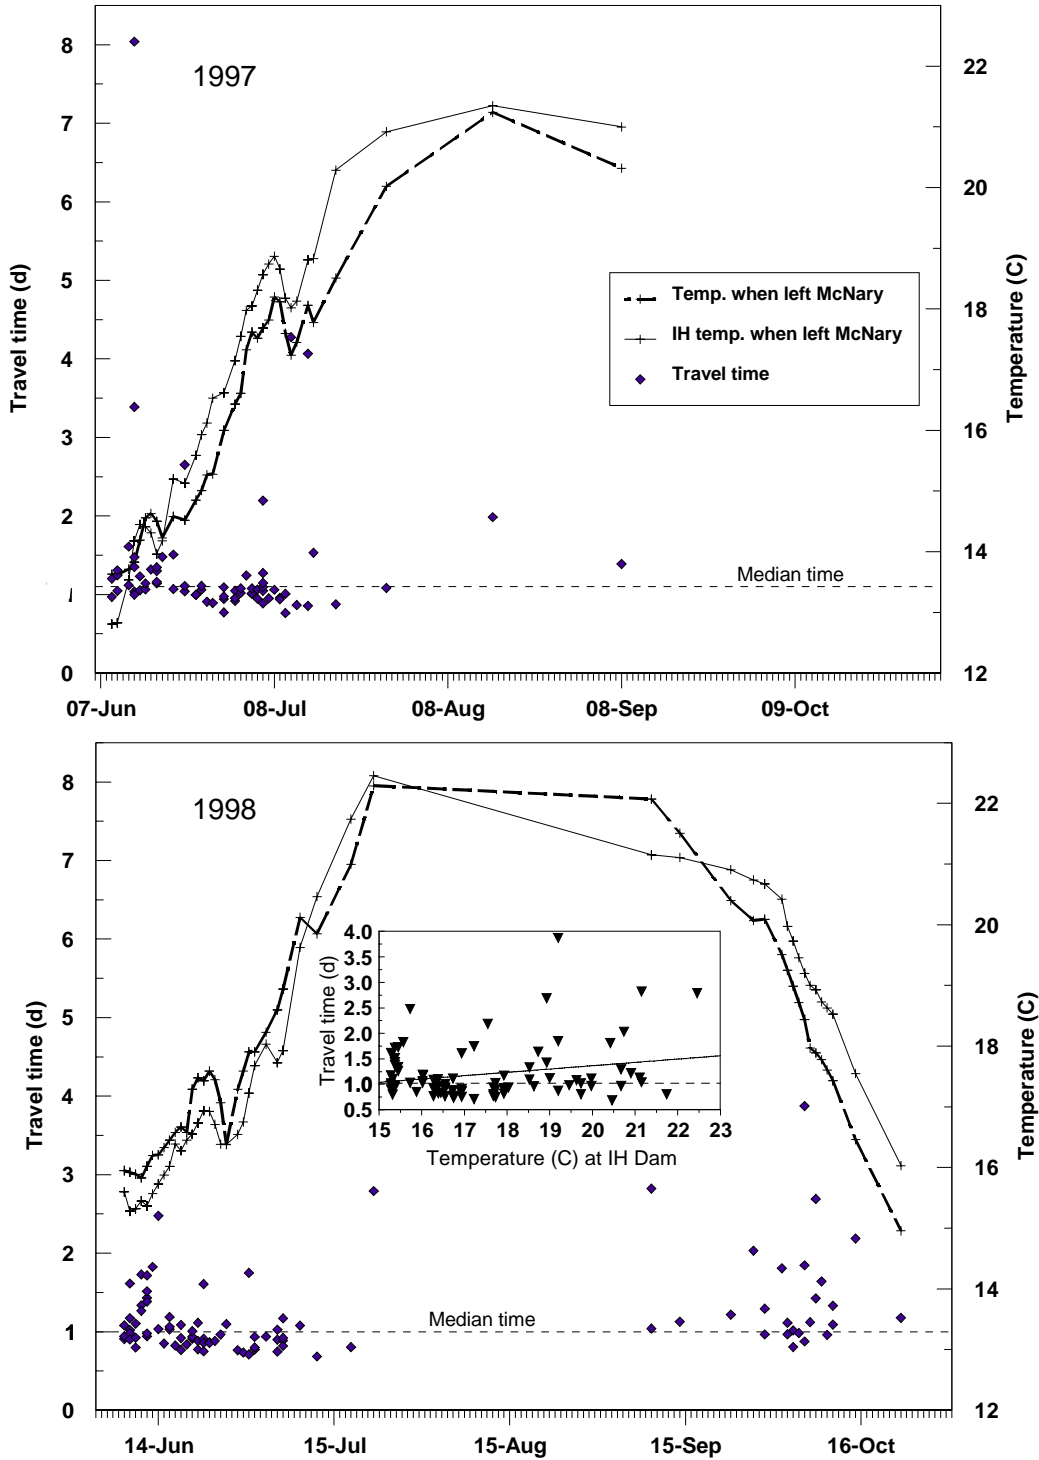 1997
8
7
6
5
4
3
2
1
0
Travel time (d)
22
20
18
16
14
12
Temperature (C)
Temp. when left McNary
IH temp. when left McNary
Travel time
Median time
07-Jun 08-Jul 08-Aug 08-Sep 09-Oct
1998
8
7
6
5
4
3
2
1
0
Travel time (d)
22
20
18
16
14
12
Temperature (C)
4.0
3.5
3.0
2.5
2.0
1.5
1.0
0.5
Travel time (d)
15 16 17 18 19 20 21 22 23
Temperature (C) at IH Dam
Median time
14-Jun 15-Jul 15-Aug 15-Sep 16-Oct